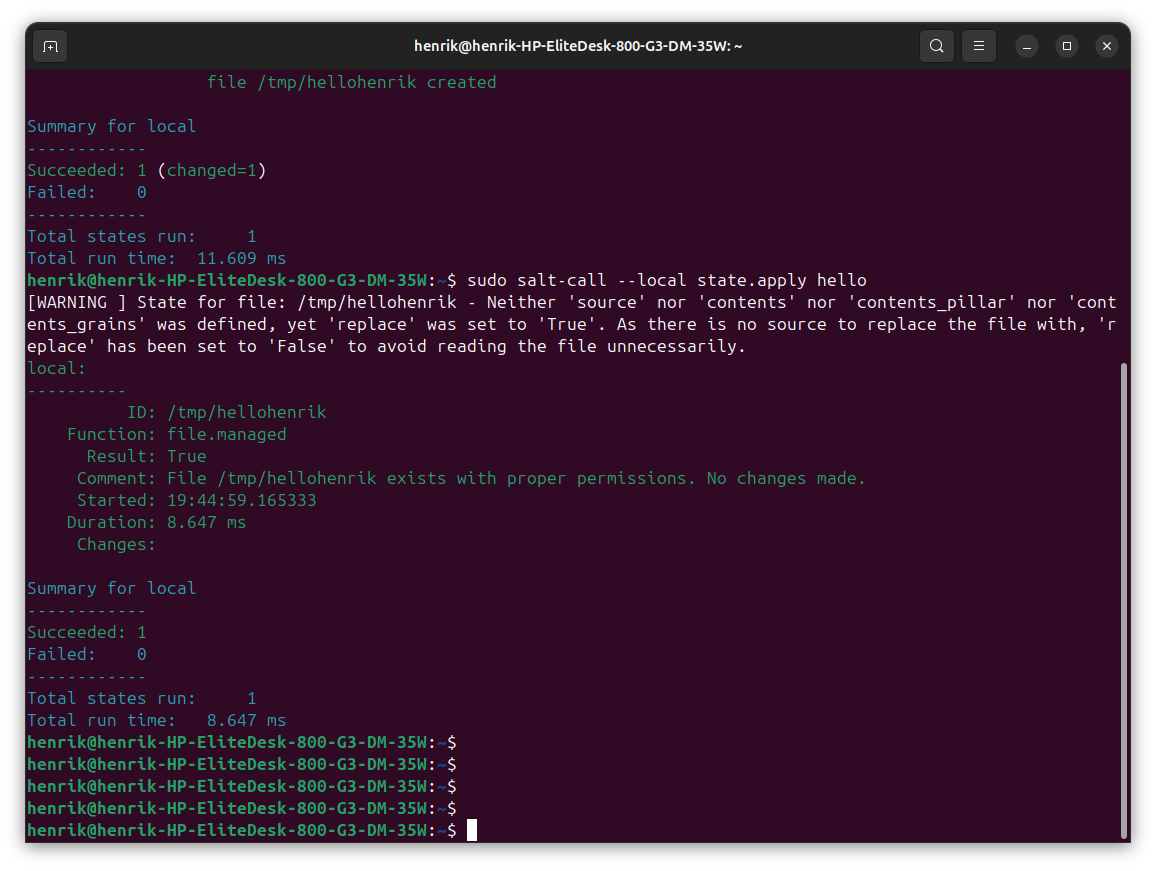 henrik@henrik-HP-EliteDesk-800-G3-DM-35W: ~
file /tmp/hellohenrik created
Summary for local
------------
Succeeded: 1 (changed=1)
Failed:    0
------------
Total states run:     1
Total run time:  11.609 ms
henrik@henrik-HP-EliteDesk-800-G3-DM-35W:~$ sudo salt-call --local state.apply hello
[WARNING ] State for file: /tmp/hellohenrik - Neither 'source' nor 'contents' nor 'contents_pillar' nor 'cont
ents_grains' was defined, yet 'replace' was set to 'True'. As there is no source to replace the file with, 'r
eplace' has been set to 'False' to avoid reading the file unnecessarily.
local:
----------
          ID: /tmp/hellohenrik
    Function: file.managed
      Result: True
     Comment: File /tmp/hellohenrik exists with proper permissions. No changes made.
     Started: 19:44:59.165333
    Duration: 8.647 ms
     Changes:
Summary for local
------------
Succeeded: 1
Failed:    0
------------
Total states run:     1
Total run time:   8.647 ms
henrik@henrik-HP-EliteDesk-800-G3-DM-35W:~$
henrik@henrik-HP-EliteDesk-800-G3-DM-35W:~$
henrik@henrik-HP-EliteDesk-800-G3-DM-35W:~$
henrik@henrik-HP-EliteDesk-800-G3-DM-35W:~$
henrik@henrik-HP-EliteDesk-800-G3-DM-35W:~$